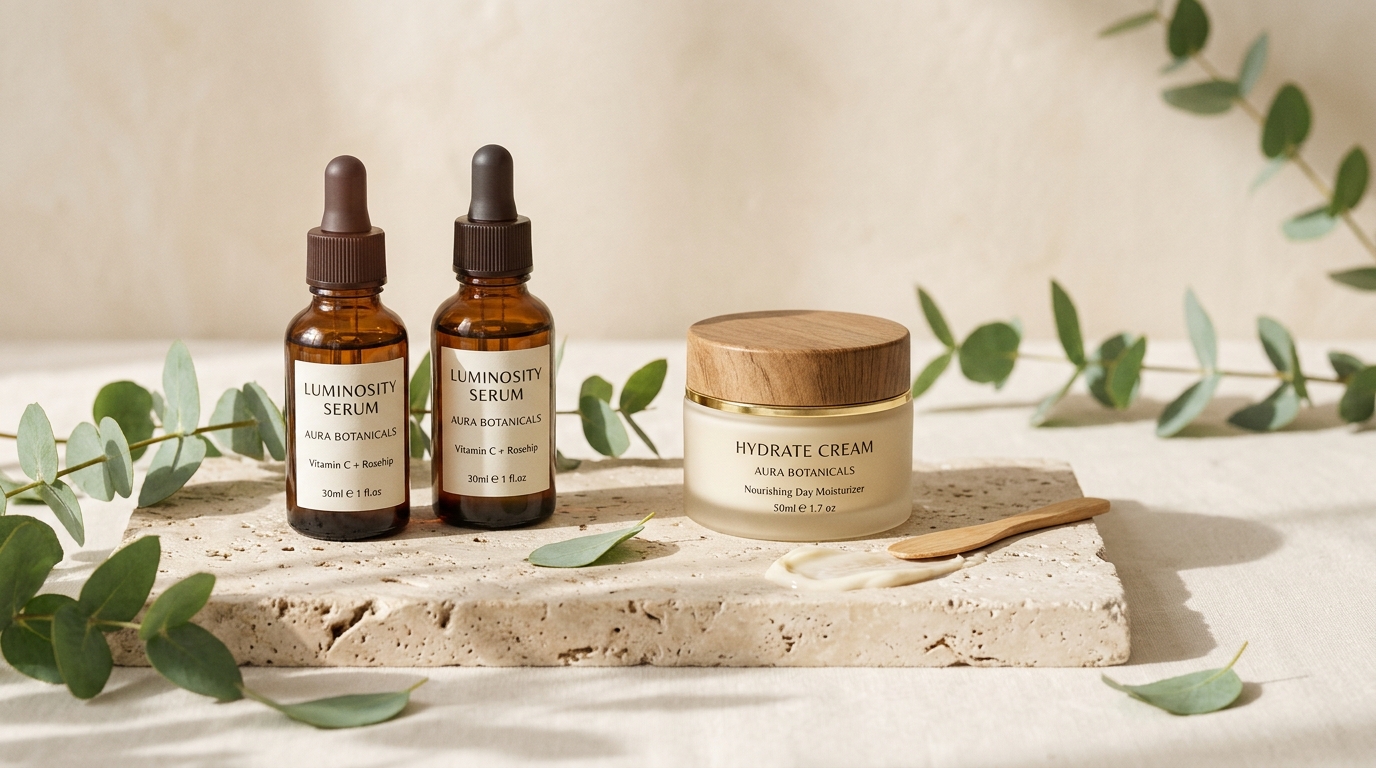 LUMINOSITY
SERUM
AURA BOTANICALS
Vitamin C + Rosehip
30ml ℮ 1 fl.os
LUMINOSITY
SERUM
AURA BOTANICALS
Vitamin C + Rosehip
30ml ℮ 1 fl.oz
HYDRATE CREAM
AURA BOTANICALS
Nourishing Day Moisturizer
50ml ℮ 1.7 oz